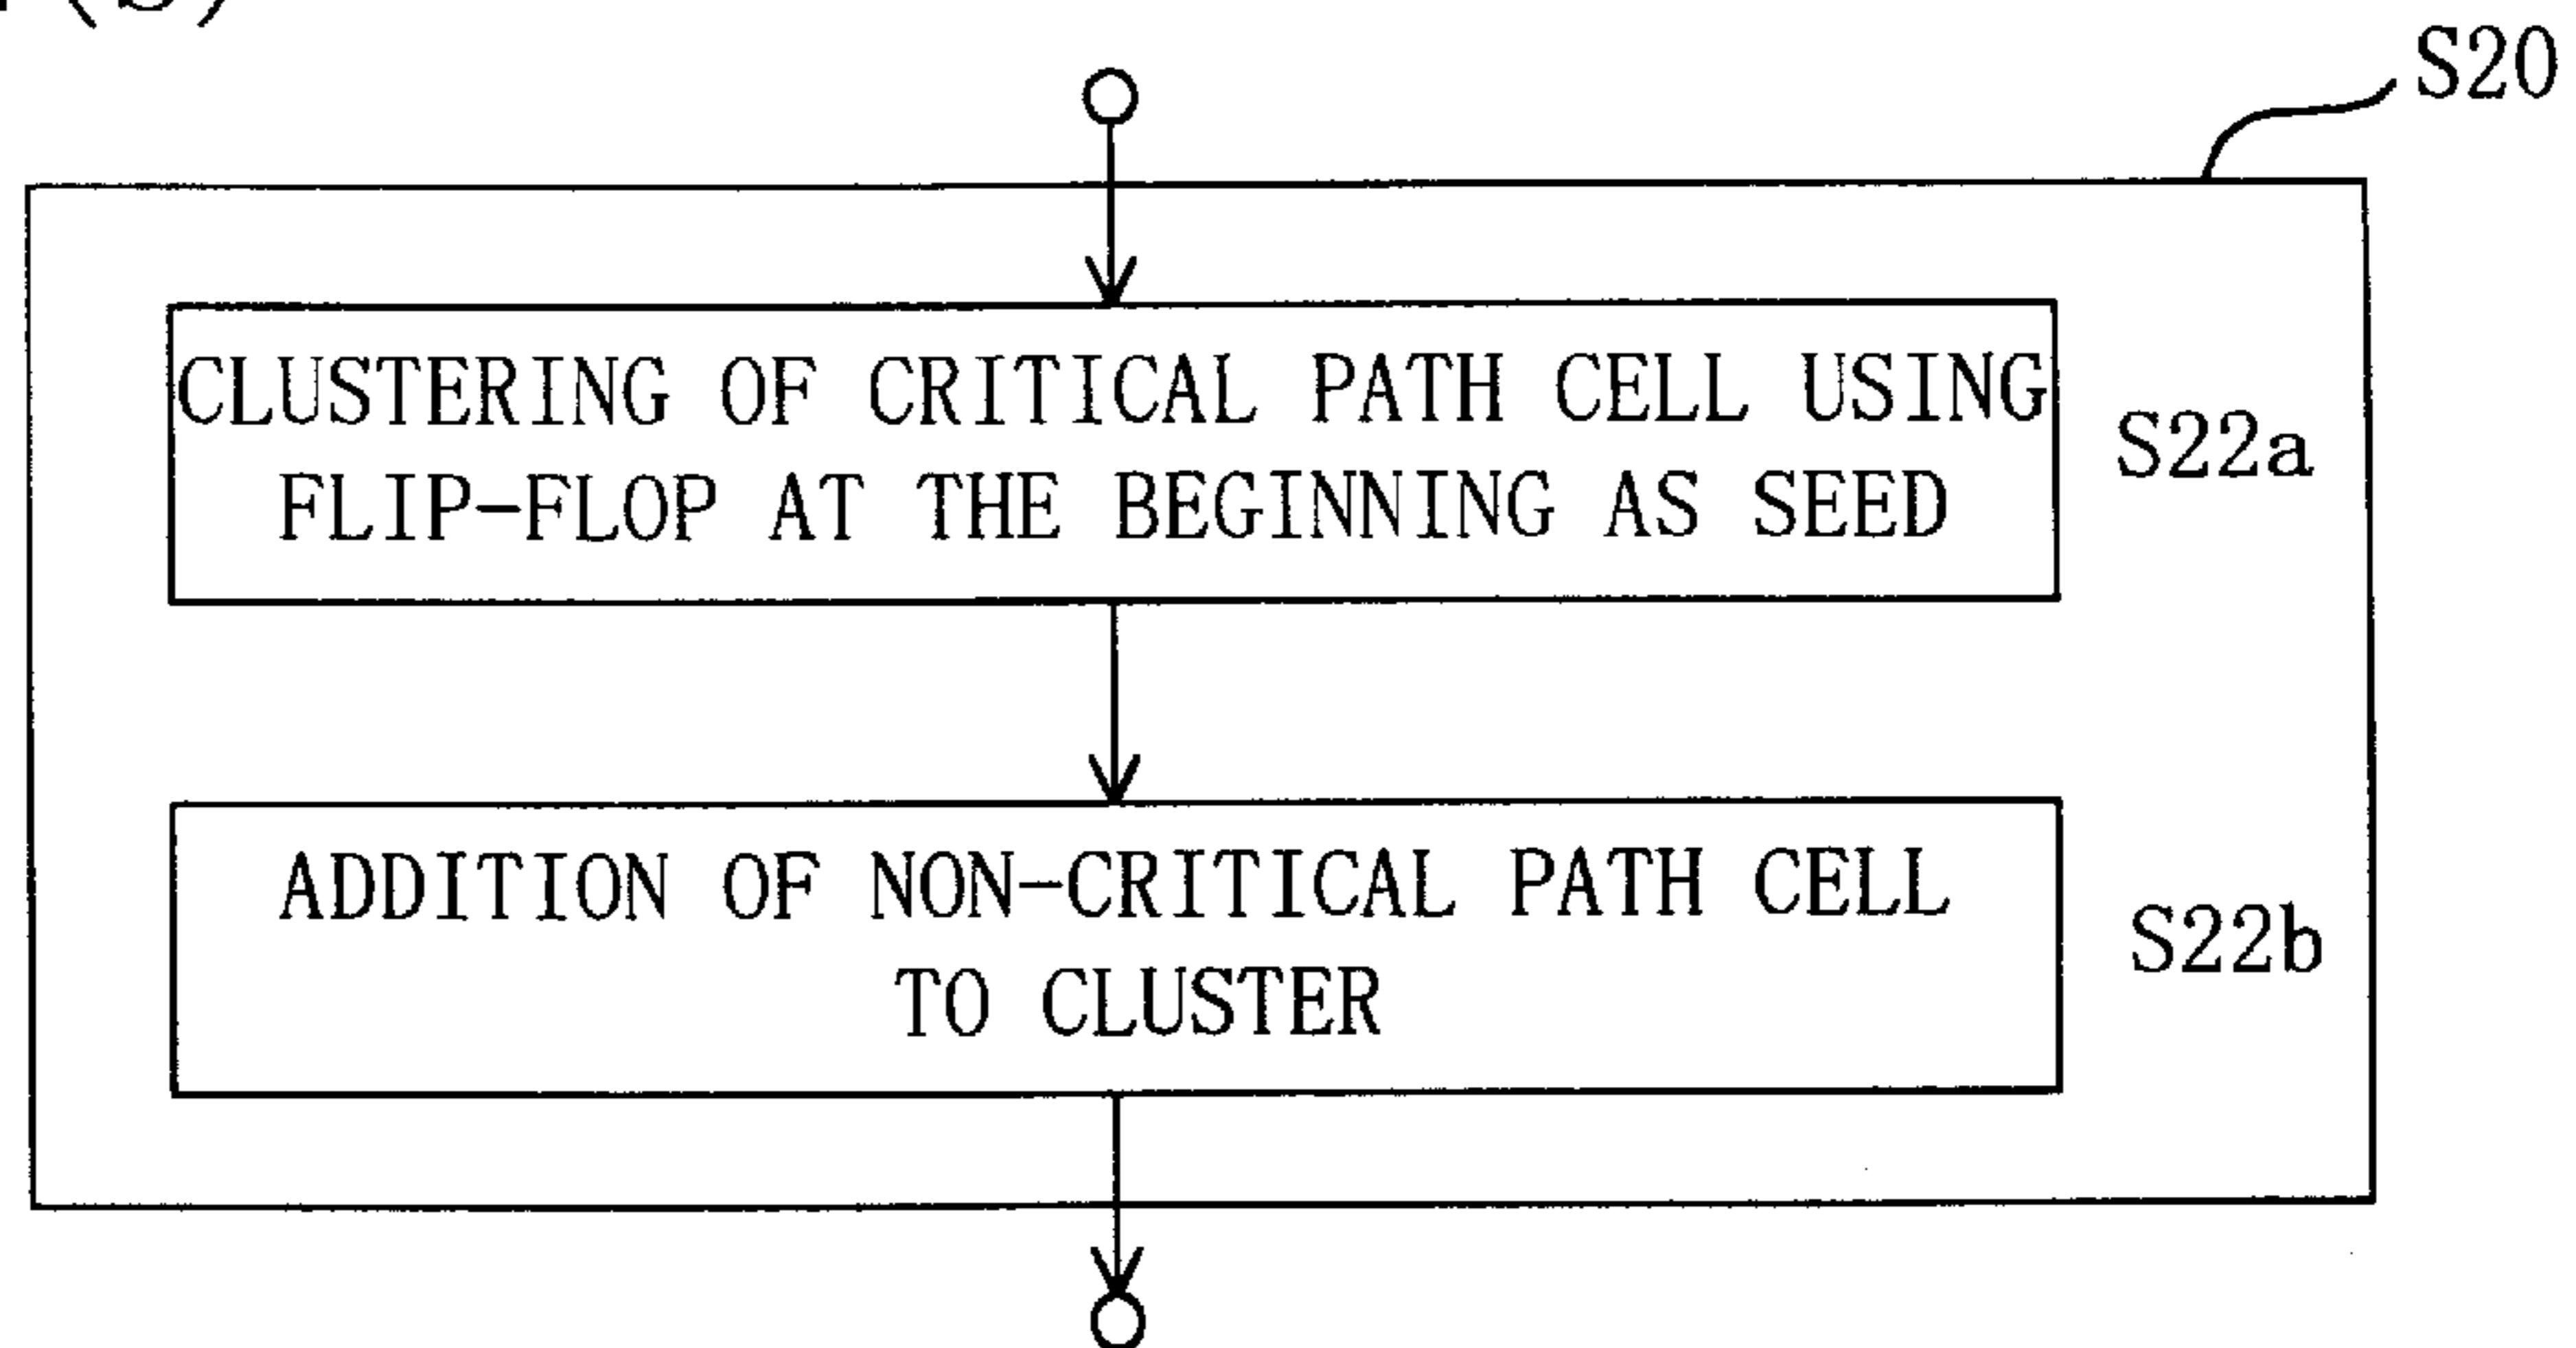 S20
CLUSTERING OF CRITICAL PATH CELL USING
FLIP-FLOP AT THE BEGINNING AS SEED
S22a
ADDITION OF NON-CRITICAL PATH CELL
TO CLUSTER
S22b